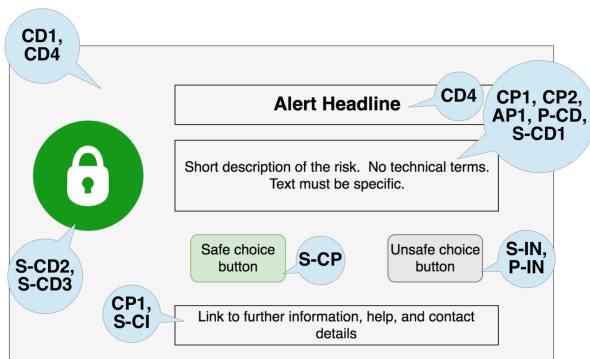 CD1,
CD4
Alert Headline
CD4
CP1, CP2,
AP1, P-CD,
S-CD1
Short description of the risk.  No technical terms.
Text must be specific.
S-CD2,
S-CD3
Safe choice
button
S-CP
Unsafe choice
button
S-IN,
P-IN
CP1,
S-CI
Link to further information, help, and contact
details